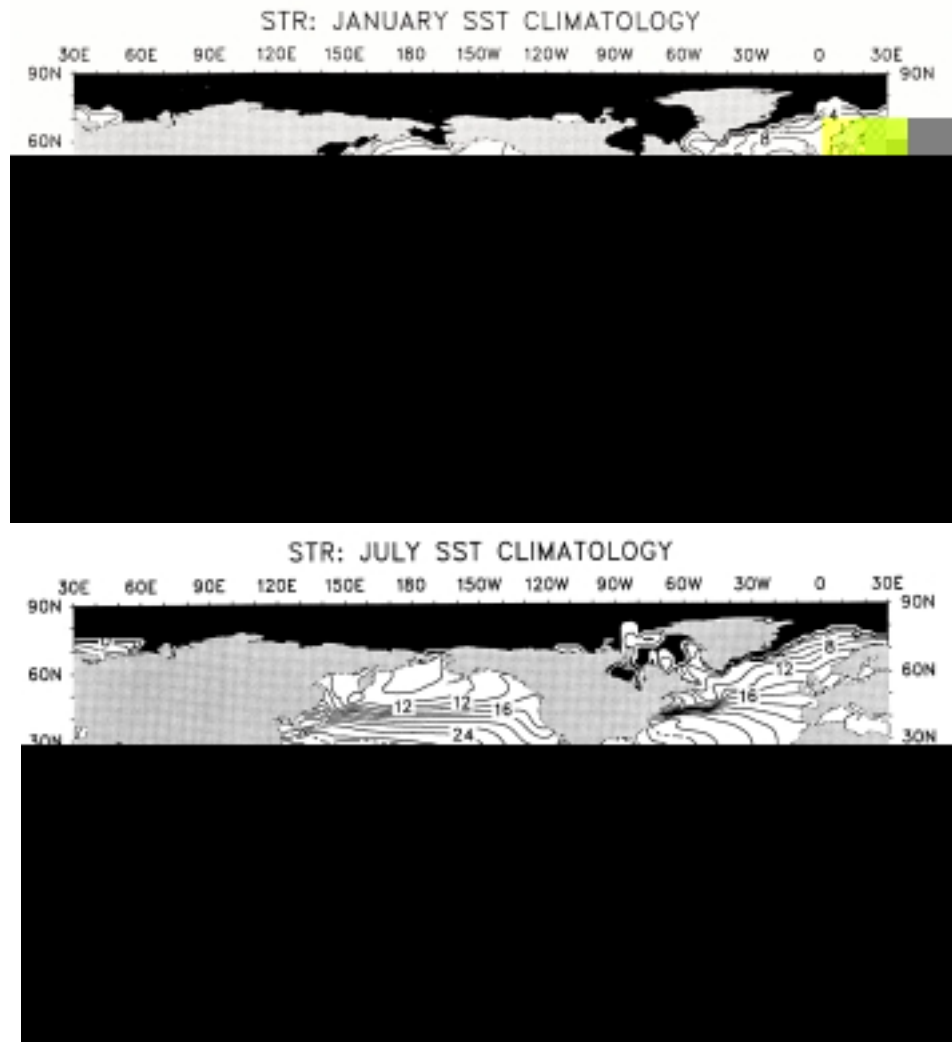 STR: JANUARY SST CLIMATOLOGY
30E 60E 90E 120E 150E 180 150W 120W 90W 60W 30W 0 30E
90N 90N
4
60N 8
STR: JULY SST CLIMATOLOGY
30E 60E 90E 120E 150E 180 150W 120W 90W 60W 30W 0 30E
90N 90N
8
60N 12 60N
12 12 16 16
24
30N 30N